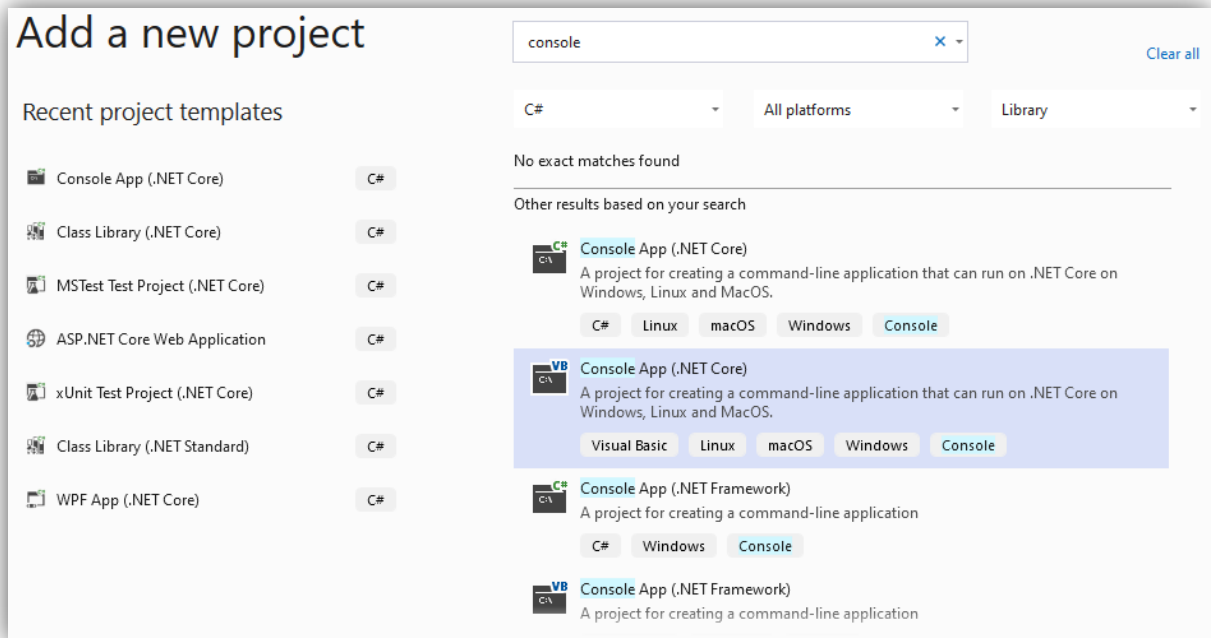 Add a new project
console
Clear all
Recent project templates
C#
All platforms
Library
Console App (.NET Core)
C#
Class Library (.NET Core)
C#
MSTest Test Project (.NET Core)
C#
ASP.NET Core Web Application
C#
xUnit Test Project (.NET Core)
C#
Class Library (.NET Standard)
C#
WPF App (.NET Core)
C#
No exact matches found
Other results based on your search
C#
C:\
Console App (.NET Core)
A project for creating a command-line application that can run on .NET Core on
Windows, Linux and MacOS.
C# Linux macOS Windows Console
VB
C:\
Console App (.NET Core)
A project for creating a command-line application that can run on .NET Core on
Windows, Linux and MacOS.
Visual Basic Linux macOS Windows Console
C#
C:\
Console App (.NET Framework)
A project for creating a command-line application
C# Windows Console
VB
C:\
Console App (.NET Framework)
A project for creating a command-line application